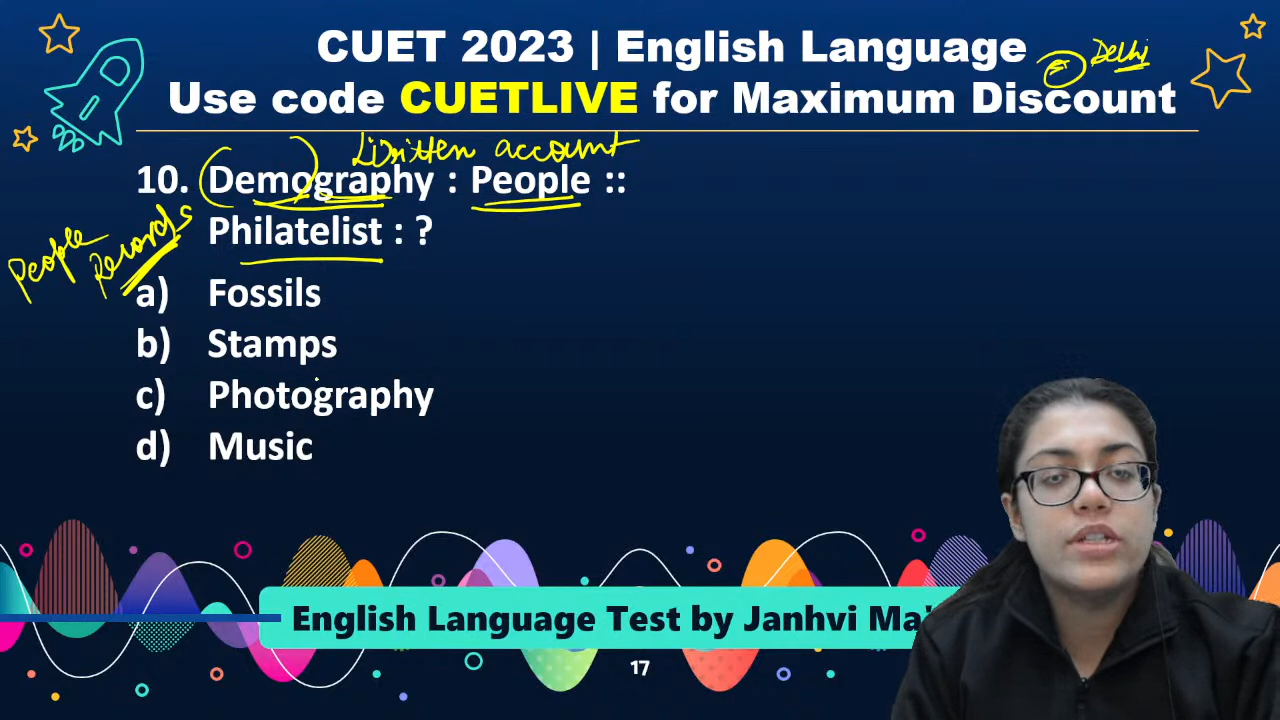 CUET 2023 | English Language
Delhi
Use code CUETLIVE for Maximum Discount
Written account
10. Demography : People ::
Philatelist : ?
People Records
a) Fossils
b) Stamps
c) Photography
d) Music
English Language Test by Janhvi Ma'
17